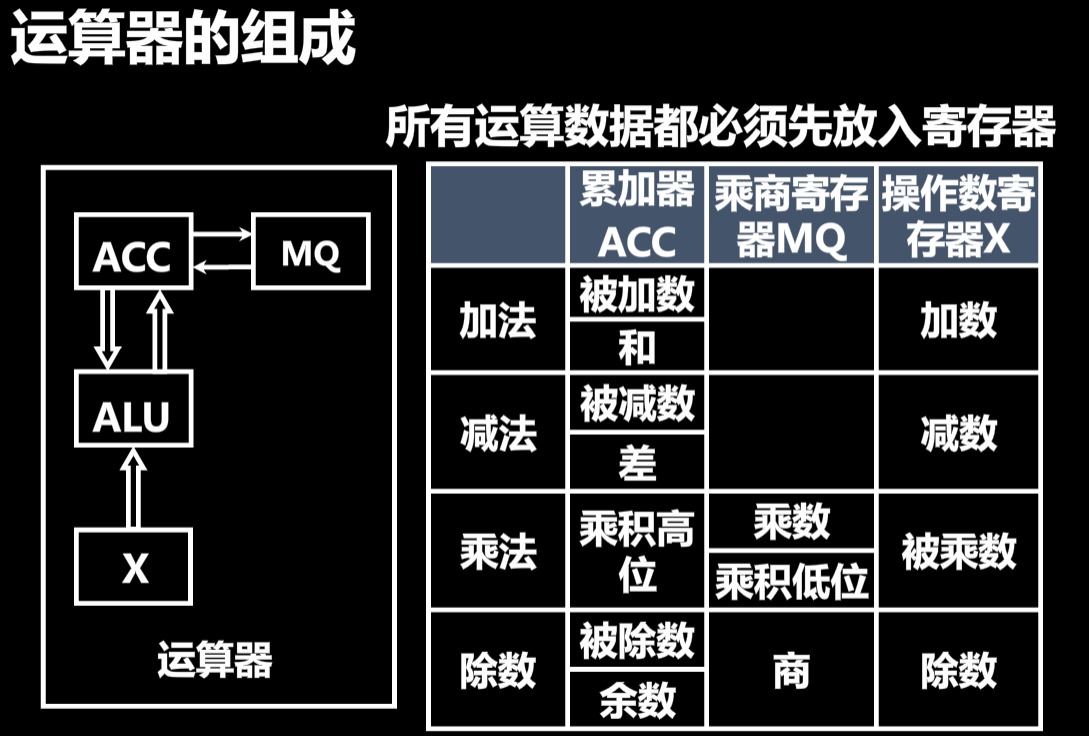 运算器的组成
所有运算数据都必须先放入寄存器
ACC
MQ
ALU
X
运算器
累加器
ACC
乘商寄存
器MQ
操作数寄
存器X
加法
被加数
和
加数
减法
被减数
差
减数
乘法
乘积高
位
乘数
乘积低位
被乘数
除数
被除数
余数
商
除数